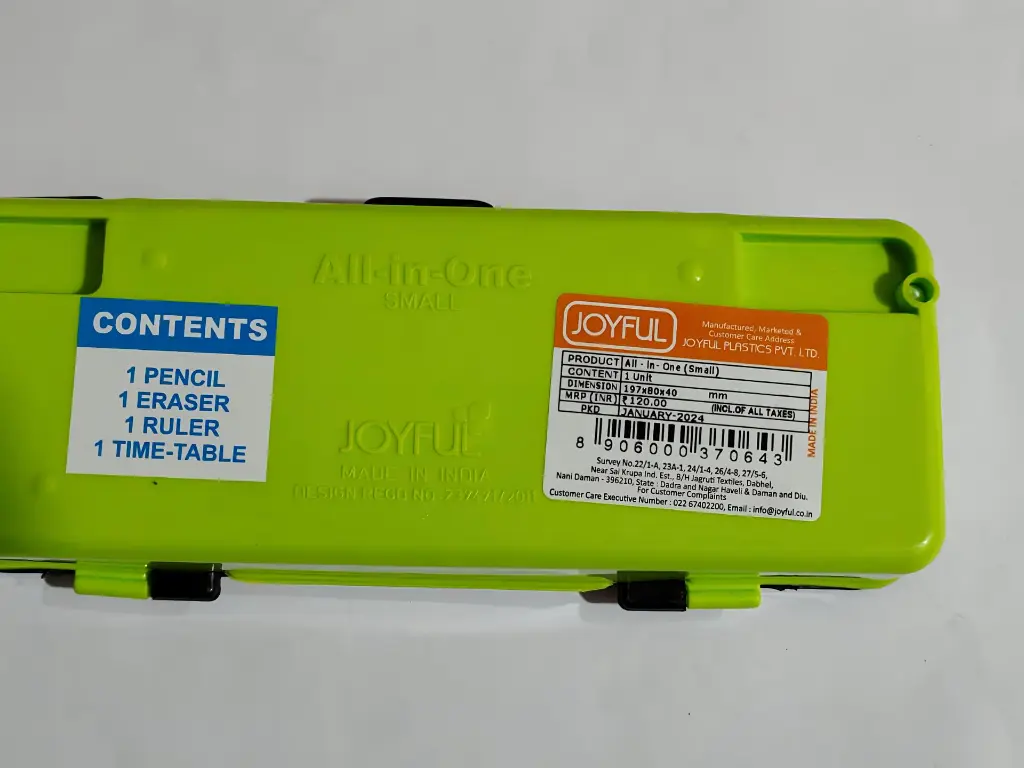 All-in-One
SMALL
CONTENTS
1 PENCIL
1 ERASER
1 RULER
1 TIME-TABLE
JOYFUL
MADE IN INDIA
DESIGN REGD NO.
JOYFUL
Manufactured, Marketed &
Customer Care Address
JOYFUL PLASTICS PVT. LTD.
PRODUCT All - In- One (Small)
CONTENT 1 Unit
DIMENSION 197x80x40 mm
MRP (INR) ₹120.00 (INCL.OF ALL TAXES)
PKD JANUARY-2024
MADE IN INDIA
8 906000 370643
Survey No.22/1-A, 23A-1, 24/1-4, 26/4-8, 27/5-6,
Near Sai Krupa Ind. Est., B/H Jagruti Textiles, Dabhel,
Nani Daman - 396210, State : Dadra and Nagar Haveli & Daman and Diu.
For Customer Complaints
Customer Care Executive Number : 022 67402200, Email : info@joyful.co.in